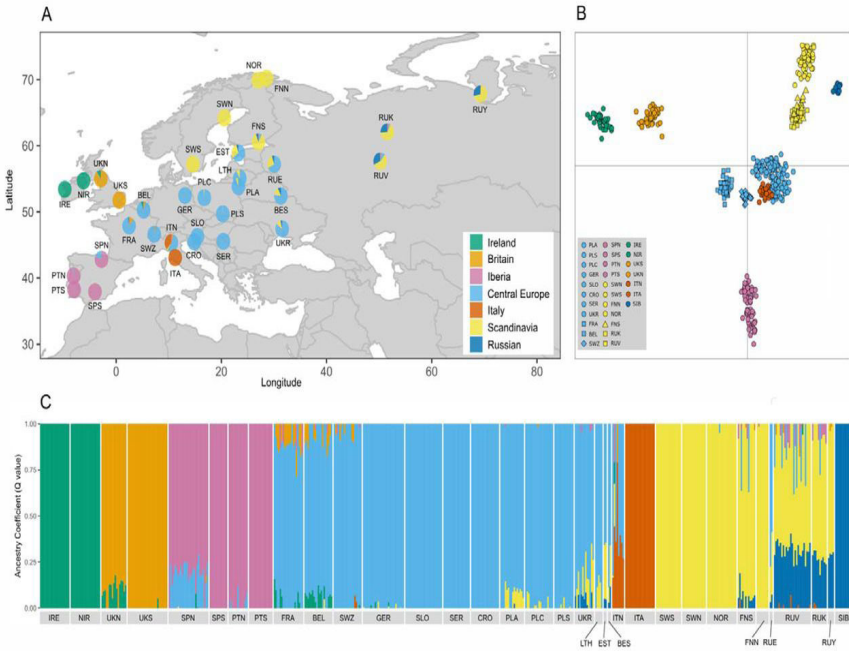 A
B
NOR
FNN
SWN
RUY
RUK
FNS
EST
RUV
SWS
LTH
RUE
UKN
PLC
PLA
NIR
UKS
BEL
IRE
GER
BES
PLS
SLO
FRA
ITN
SWZ
UKR
SPN
CRO
SER
PTN
ITA
PTS
SPS
Latitude
70
60
50
40
30
0 20 40 60 80
Longitude
Ireland
Britain
Iberia
Central Europe
Italy
Scandinavia
Russian
PLA SPN IRE
PLS SPS NIR
PLC PTN UKS
GER PTS UKN
SLO SWN ITN
CRO SWS ITA
SER FNN SIB
UKR NOR
FRA FNS
BEL RUK
SWZ RUV
C
Ancestry Coefficient (Q value)
1.00
0.75
0.50
0.25
0.00
IRE NIR UKN UKS SPN SPS PTN PTS FRA BEL SWZ GER SLO SER CRO PLA PLC PLS UKR ITN ITA SWS SWN NOR FNS RUV RUK SIB
LTH EST BES FNN RUE RUY